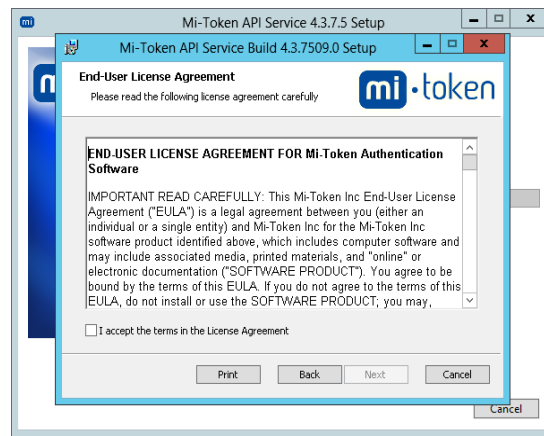 mi
Mi-Token API Service 4.3.7.5 Setup
Mi-Token API Service Build 4.3.7509.0 Setup
End-User License Agreement
Please read the following license agreement carefully
mi·token
END-USER LICENSE AGREEMENT FOR Mi-Token Authentication
Software
IMPORTANT READ CAREFULLY: This Mi-Token Inc End-User License
Agreement ("EULA") is a legal agreement between you (either an
individual or a single entity) and Mi-Token Inc for the Mi-Token Inc
software product identified above, which includes computer software and
may include associated media, printed materials, and "online" or
electronic documentation ("SOFTWARE PRODUCT"). You agree to be
bound by the terms of this EULA. If you do not agree to the terms of this
EULA, do not install or use the SOFTWARE PRODUCT; you may,
I accept the terms in the License Agreement
Print Back Next Cancel
Cancel